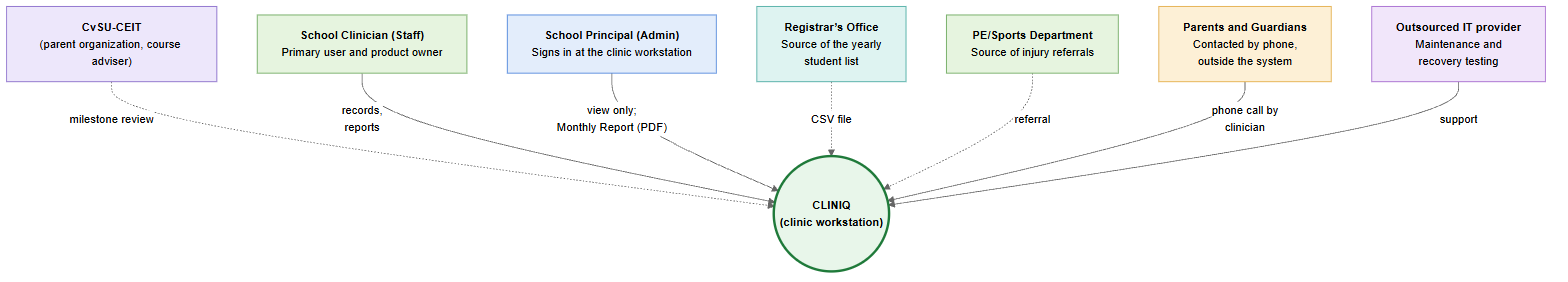 CvSU-CEIT
(parent organization, course
adviser)
School Clinician (Staff)
Primary user and product owner
School Principal (Admin)
Signs in at the clinic workstation
Registrar's Office
Source of the yearly
student list
PE/Sports Department
Source of injury referrals
Parents and Guardians
Contacted by phone,
outside the system
Outsourced IT provider
Maintenance and
recovery testing
milestone review
records,
reports
view only;
Monthly Report (PDF)
CSV file
referral
phone call by
clinician
support
CLINIQ
(clinic workstation)